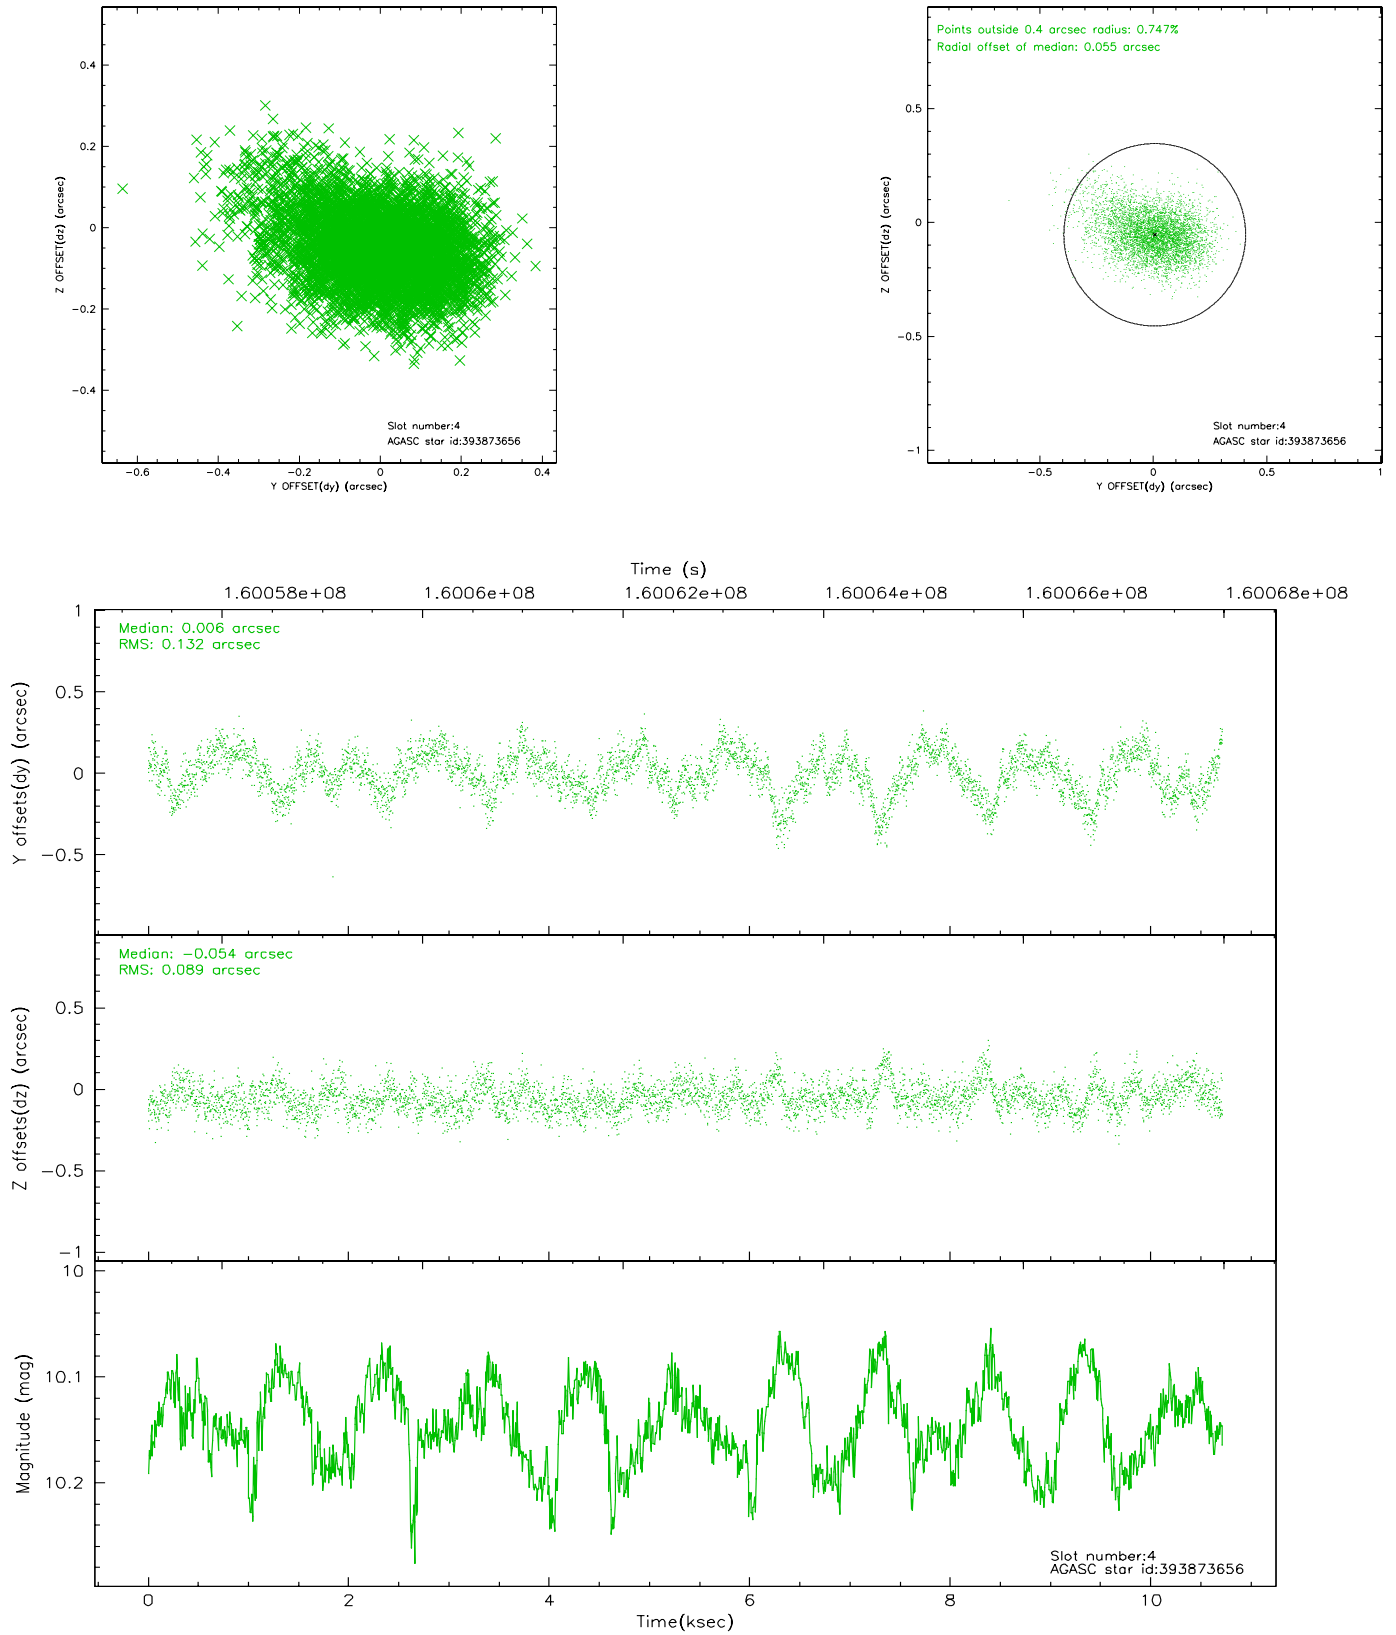 0.4
0.2
0
−0.2
−0.4
Z OFFSET(dz) (arcsec)
Slot number:4
AGASC star id:393873656
−0.6 −0.4 −0.2 0 0.2 0.4
Y OFFSET(dy) (arcsec)
Points outside 0.4 arcsec radius: 0.747%
Radial offset of median: 0.055 arcsec
0.5
0
−0.5
−1
Z OFFSET(dz) (arcsec)
Slot number:4
AGASC star id:393873656
−0.5 0 0.5 1
Y OFFSET(dy) (arcsec)
Time (s)
1.60058e+08 1.6006e+08 1.60062e+08 1.60064e+08 1.60066e+08 1.60068e+08
Median: 0.006 arcsec
RMS: 0.132 arcsec
1
0.5
0
−0.5
Y offsets(dy) (arcsec)
Median: −0.054 arcsec
RMS: 0.089 arcsec
0.5
0
−0.5
−1
Z offsets(dz) (arcsec)
10
10.1
10.2
Magnitude (mag)
Slot number:4
AGASC star id:393873656
0 2 4 6 8 10
Time(ksec)